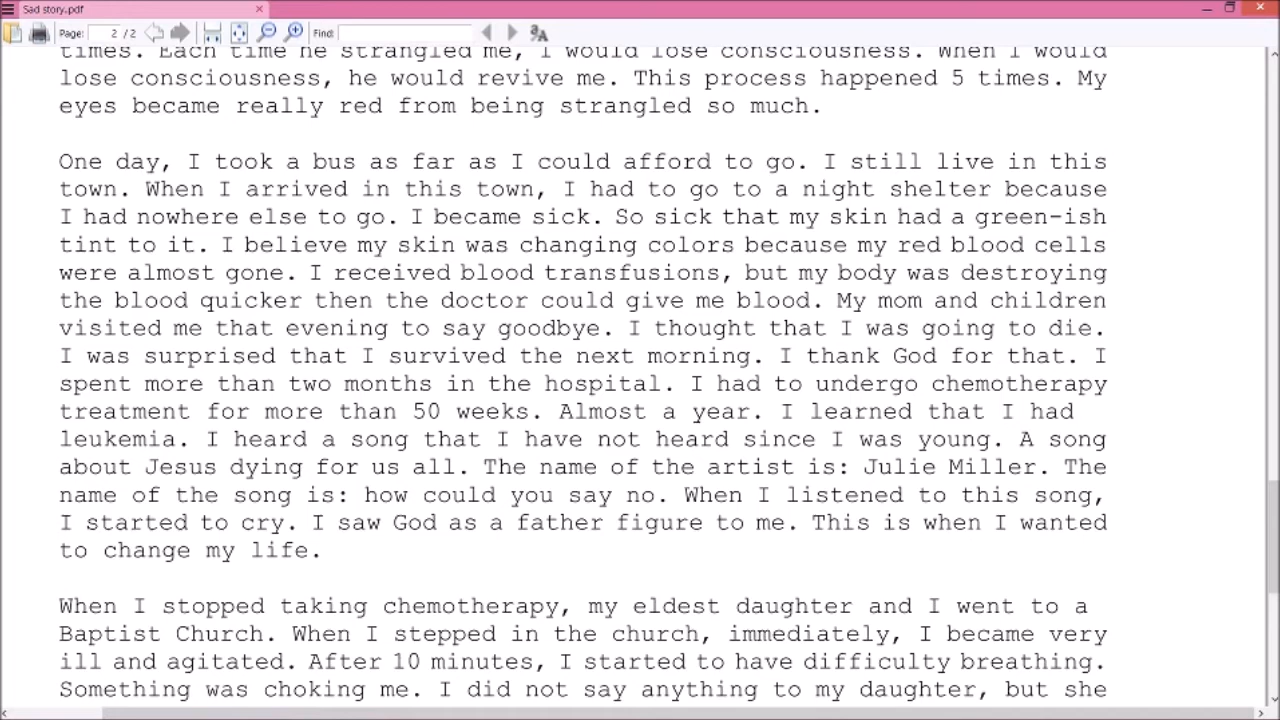 Sad story.pdf
Page: 2 / 2 Find:
times. Each time he strangled me, I would lose consciousness. When I would
lose consciousness, he would revive me. This process happened 5 times. My
eyes became really red from being strangled so much.
One day, I took a bus as far as I could afford to go. I still live in this
town. When I arrived in this town, I had to go to a night shelter because
I had nowhere else to go. I became sick. So sick that my skin had a green-ish
tint to it. I believe my skin was changing colors because my red blood cells
were almost gone. I received blood transfusions, but my body was destroying
the blood quicker then the doctor could give me blood. My mom and children
visited me that evening to say goodbye. I thought that I was going to die.
I was surprised that I survived the next morning. I thank God for that. I
spent more than two months in the hospital. I had to undergo chemotherapy
treatment for more than 50 weeks. Almost a year. I learned that I had
leukemia. I heard a song that I have not heard since I was young. A song
about Jesus dying for us all. The name of the artist is: Julie Miller. The
name of the song is: how could you say no. When I listened to this song,
I started to cry. I saw God as a father figure to me. This is when I wanted
to change my life.
When I stopped taking chemotherapy, my eldest daughter and I went to a
Baptist Church. When I stepped in the church, immediately, I became very
ill and agitated. After 10 minutes, I started to have difficulty breathing.
Something was choking me. I did not say anything to my daughter, but she